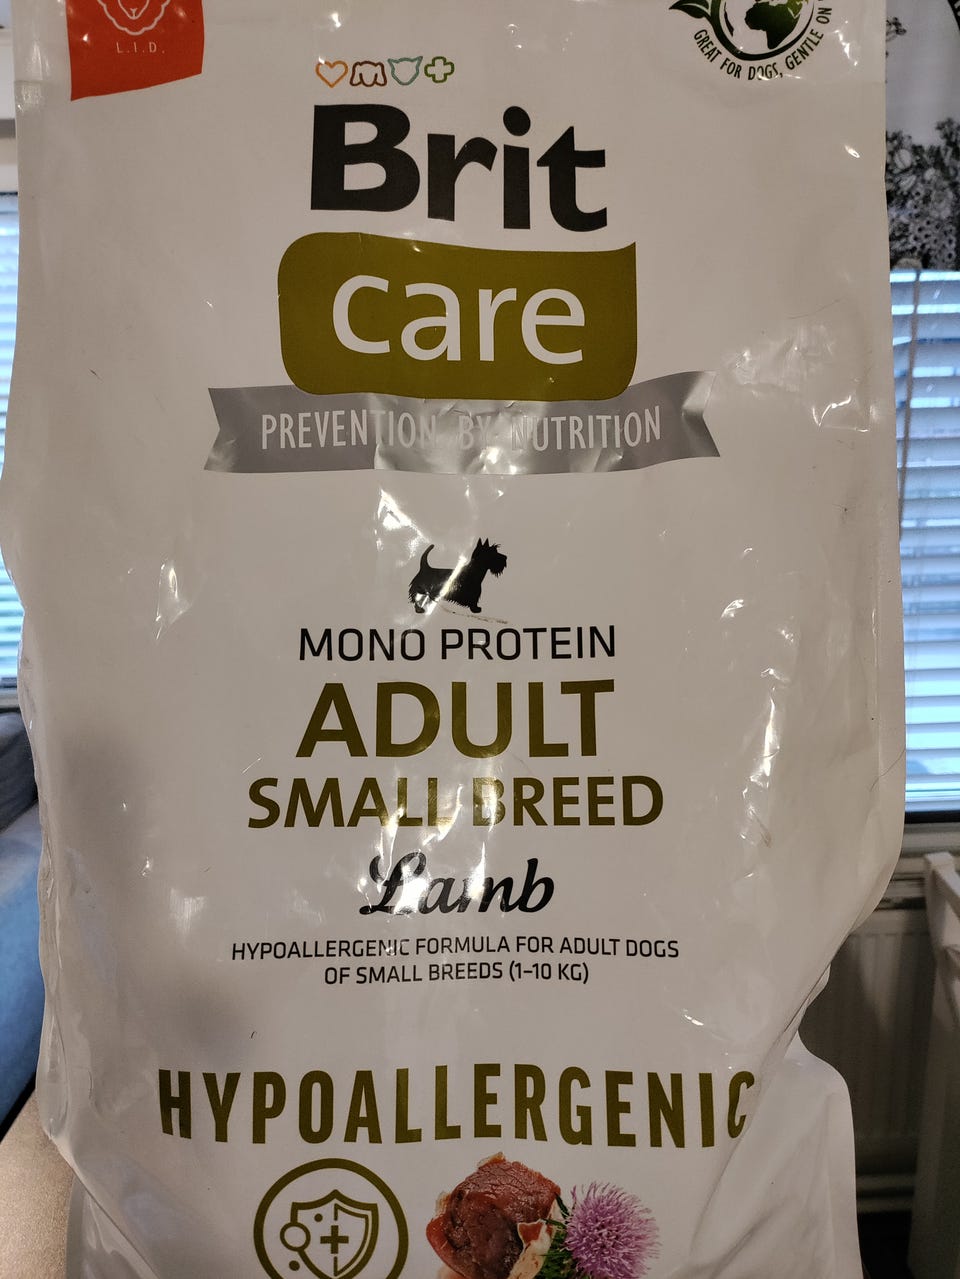 L.I.D.
GREAT FOR DOGS, GENTLE ON
Brit
care
PREVENTION BY NUTRITION
MONO PROTEIN
ADULT
SMALL BREED
Lamb
HYPOALLERGENIC FORMULA FOR ADULT DOGS
OF SMALL BREEDS (1–10 KG)
HYPOALLERGENIC